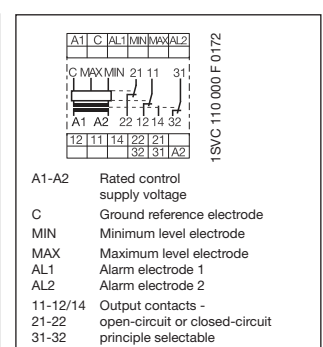 A1 C AL1 MIN MAX AL2
C MAX MIN 21 11 31
A1 A2 22 12 14 32
12 11 14 22 21
32 31 A2
1SVC 110 000 F 0172
A1-A2 Rated control
supply voltage
C Ground reference electrode
MIN Minimum level electrode
MAX Maximum level electrode
AL1 Alarm electrode 1
AL2 Alarm electrode 2
11-12/14 Output contacts -
21-22 open-circuit or closed-circuit
31-32 principle selectable